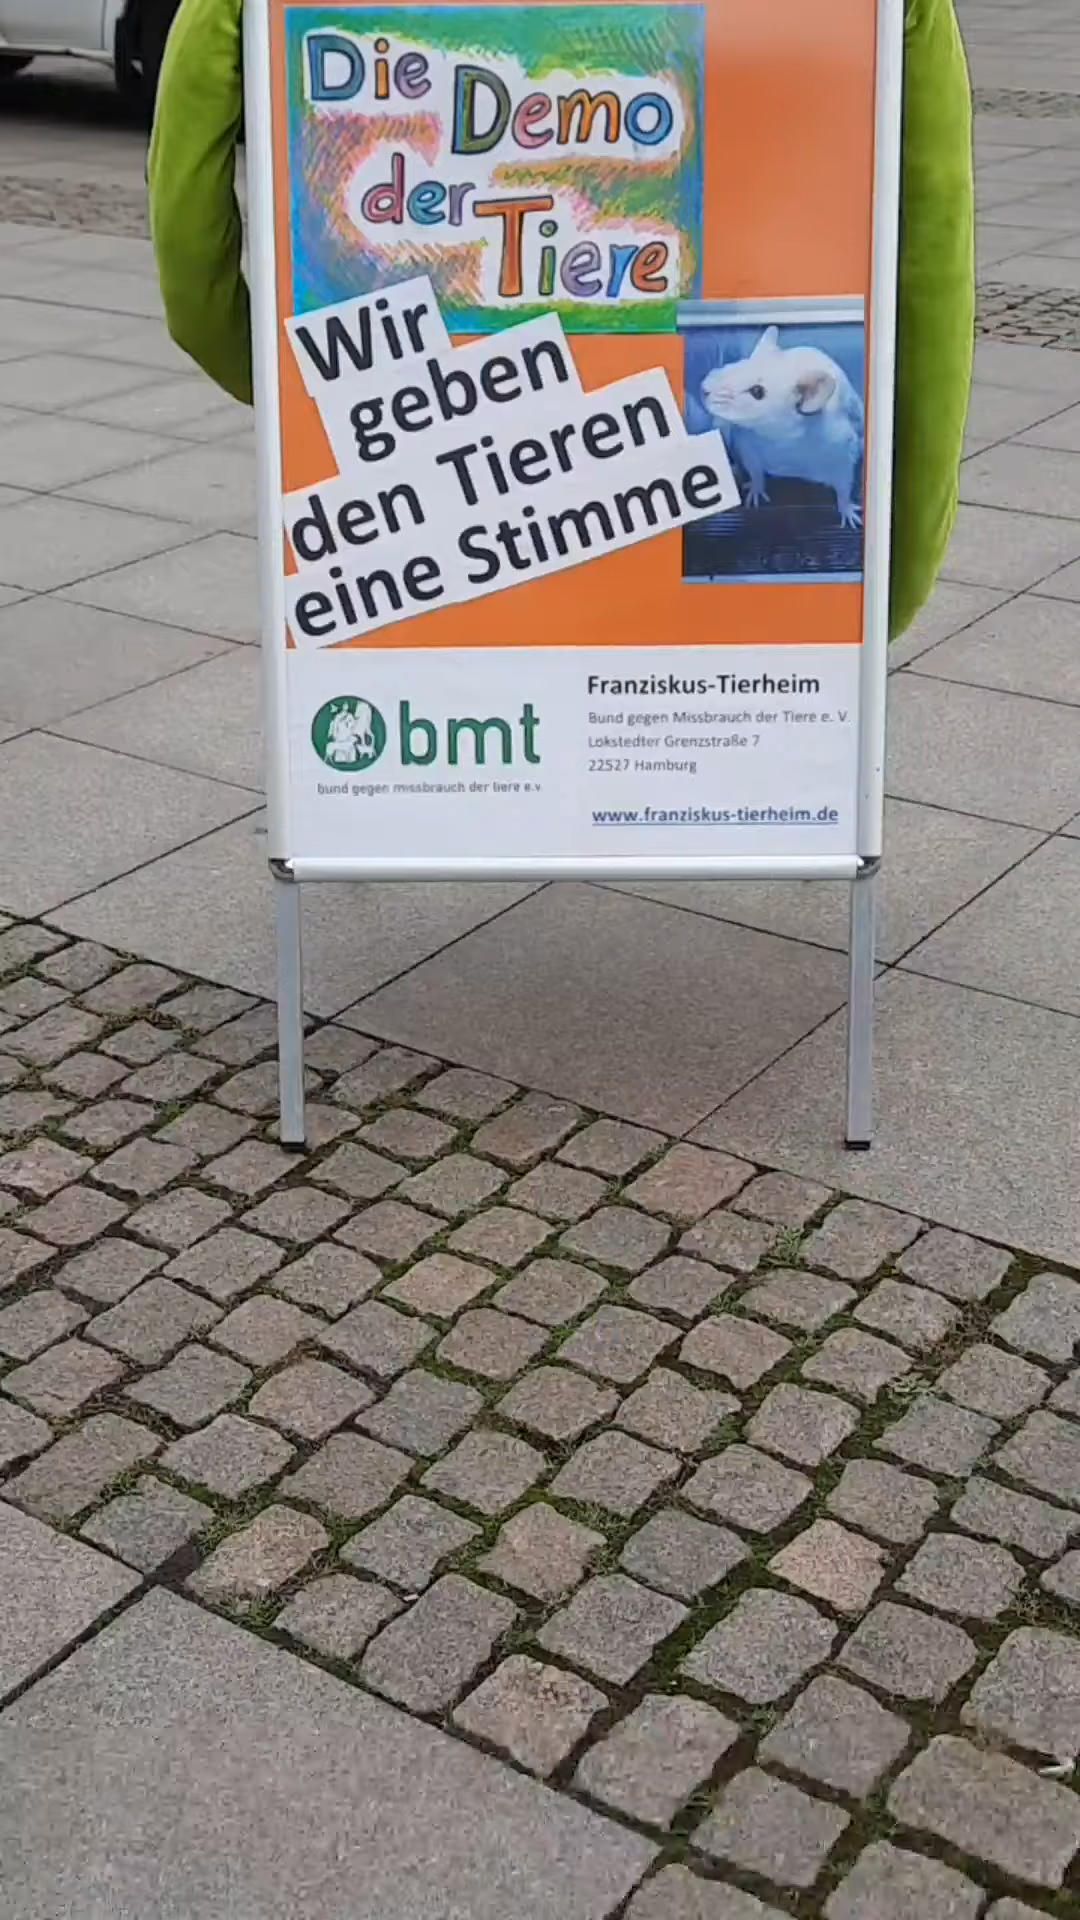 Die
Demo
der
Tiere
Wir
geben
den Tieren
eine Stimme
bmt
bund gegen missbrauch der tiere e.v.
Franziskus-Tierheim
Bund gegen Missbrauch der Tiere e. V.
Lokstedter Grenzstraße 7
22527 Hamburg
www.franziskus-tierheim.de